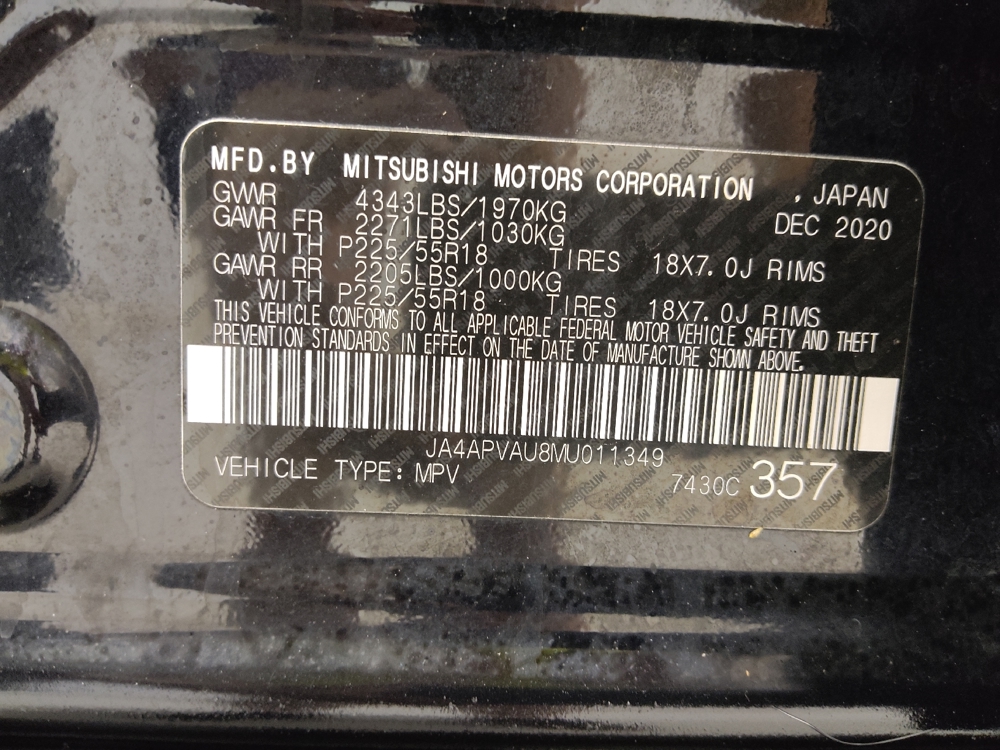 MFD.BY MITSUBISHI MOTORS CORPORATION , JAPAN
GVWR 4343LBS/1970KG DEC 2020
GAWR FR 2271LBS/1030KG
WITH P225/55R18 TIRES 18X7.0J RIMS
GAWR RR 2205LBS/1000KG
WITH P225/55R18 TIRES 18X7.0J RIMS
THIS VEHICLE CONFORMS TO ALL APPLICABLE FEDERAL MOTOR VEHICLE SAFETY AND THEFT
PREVENTION STANDARDS IN EFFECT ON THE DATE OF MANUFACTURE SHOWN ABOVE.
JA4APVAU8MU011349
VEHICLE TYPE: MPV 7430C 357